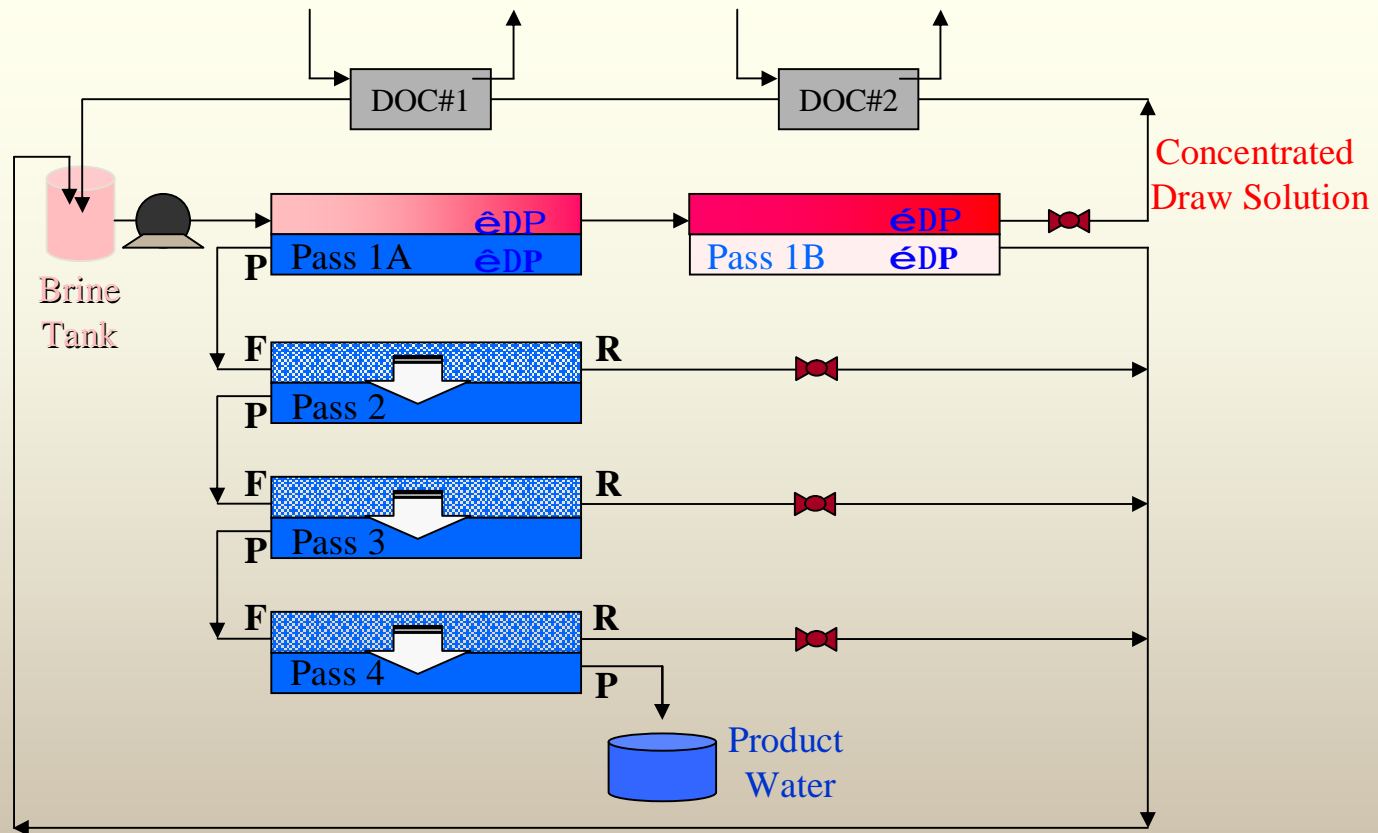 DOC#1
DOC#2
Concentrated
Draw Solution
êDP
éDP
Pass 1A
êDP
Pass 1B
éDP
P
Brine
Tank
F
R
Pass 2
P
F
R
Pass 3
P
F
R
Pass 4
P
Product
Water